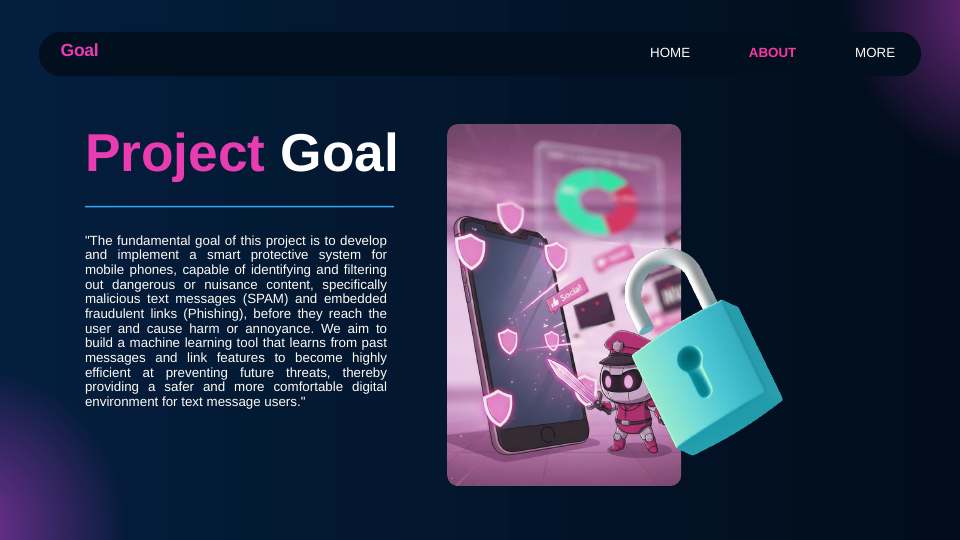 Goal
HOME
ABOUT
MORE
Project Goal
"The fundamental goal of this project is to develop
and implement a smart protective system for
mobile phones, capable of identifying and filtering
out dangerous or nuisance content, specifically
malicious text messages (SPAM) and embedded
fraudulent links (Phishing), before they reach the
user and cause harm or annoyance. We aim to
build a machine learning tool that learns from past
messages and link features to become highly
efficient at preventing future threats, thereby
providing a safer and more comfortable digital
environment for text message users."
Social